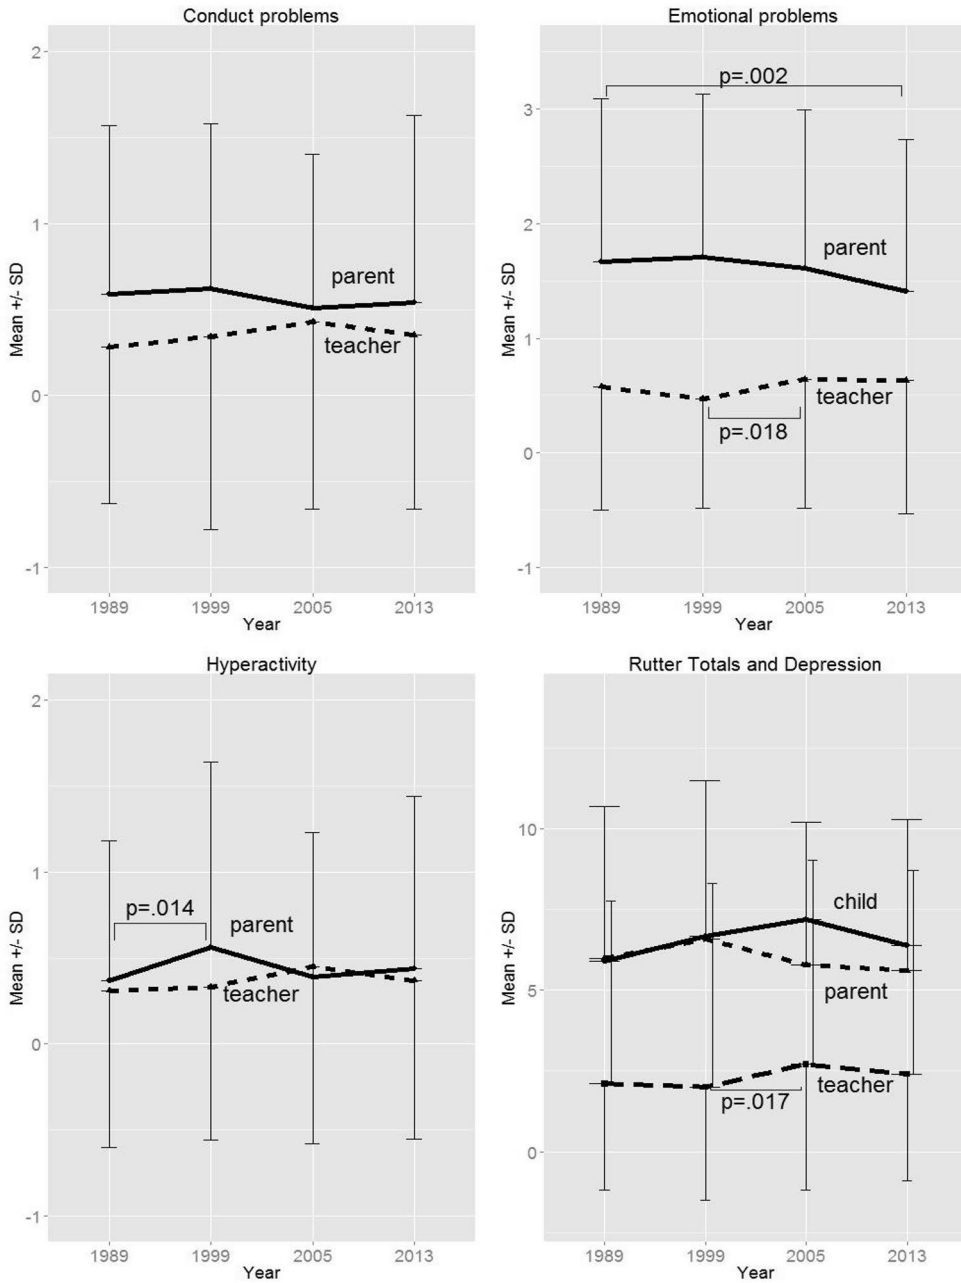 Conduct problems
2
1
0
-1
Mean +/- SD
parent
teacher
1989 1999 2005 2013
Year
Emotional problems
3
2
1
0
-1
Mean +/- SD
p=.002
parent
teacher
p=.018
1989 1999 2005 2013
Year
Hyperactivity
2
1
0
-1
Mean +/- SD
p=.014
parent
teacher
1989 1999 2005 2013
Year
Rutter Totals and Depression
10
5
0
Mean +/- SD
child
parent
teacher
p=.017
1989 1999 2005 2013
Year